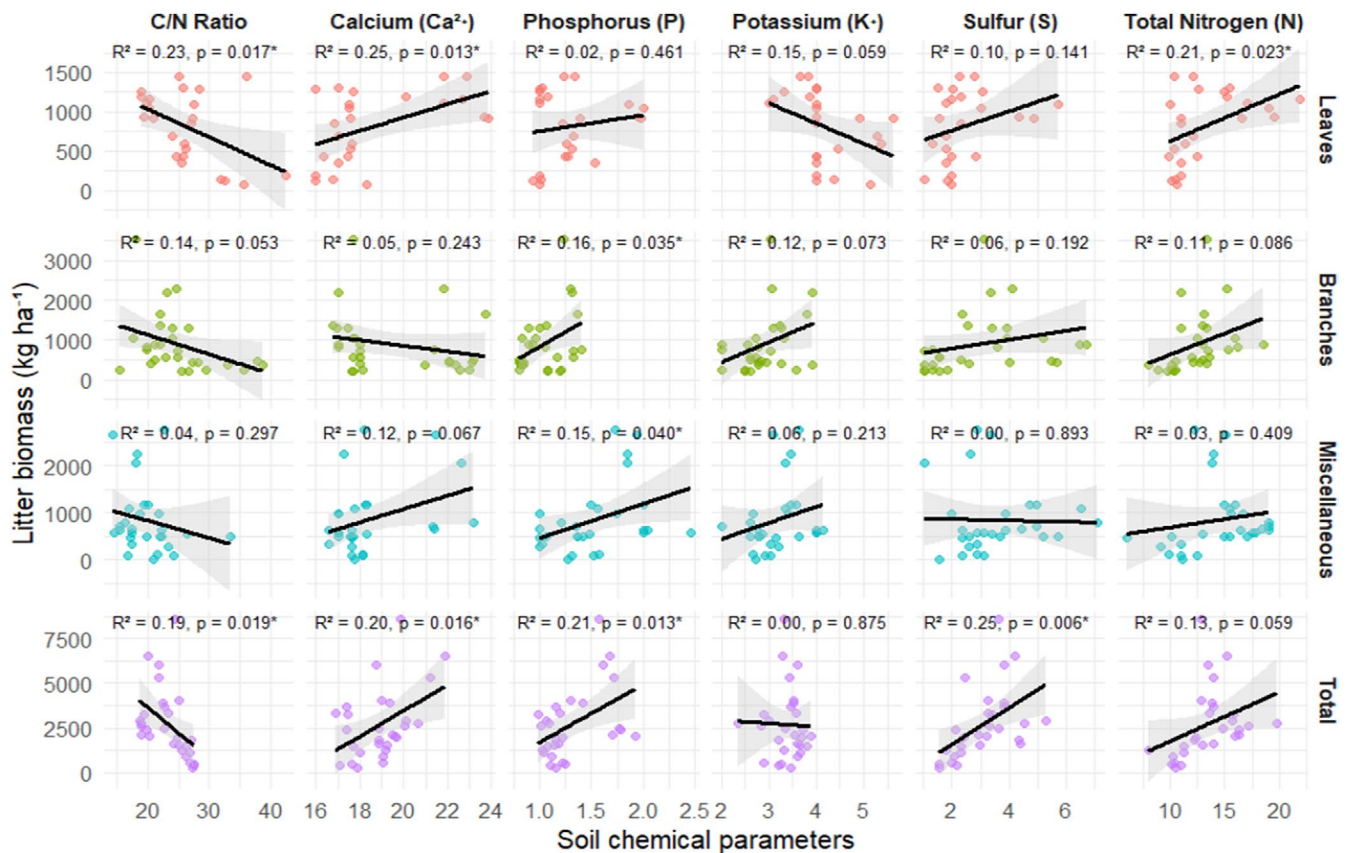 C/N Ratio Calcium (Ca²⁺) Phosphorus (P) Potassium (K⁺) Sulfur (S) Total Nitrogen (N)
R² = 0.23, p = 0.017* R² = 0.25, p = 0.013* R² = 0.02, p = 0.461 R² = 0.15, p = 0.059 R² = 0.10, p = 0.141 R² = 0.21, p = 0.023*
1500
1000
500
0
Leaves
R² = 0.14, p = 0.053 R² = 0.05, p = 0.243 R² = 0.16, p = 0.035* R² = 0.12, p = 0.073 R² = 0.06, p = 0.192 R² = 0.11, p = 0.086
3000
2000
1000
0
Branches
Litter biomass (kg ha⁻¹)
R² = 0.04, p = 0.297 R² = 0.12, p = 0.067 R² = 0.15, p = 0.040* R² = 0.06, p = 0.213 R² = 0.00, p = 0.893 R² = 0.03, p = 0.409
2000
1000
0
Miscellaneous
R² = 0.19, p = 0.019* R² = 0.20, p = 0.016* R² = 0.21, p = 0.013* R² = 0.00, p = 0.875 R² = 0.25, p = 0.006* R² = 0.13, p = 0.059
7500
5000
2500
0
Total
20 30 40 16 18 20 22 24 1.0 1.5 2.0 2.5 2 3 4 5 2 4 6 10 15 20
Soil chemical parameters